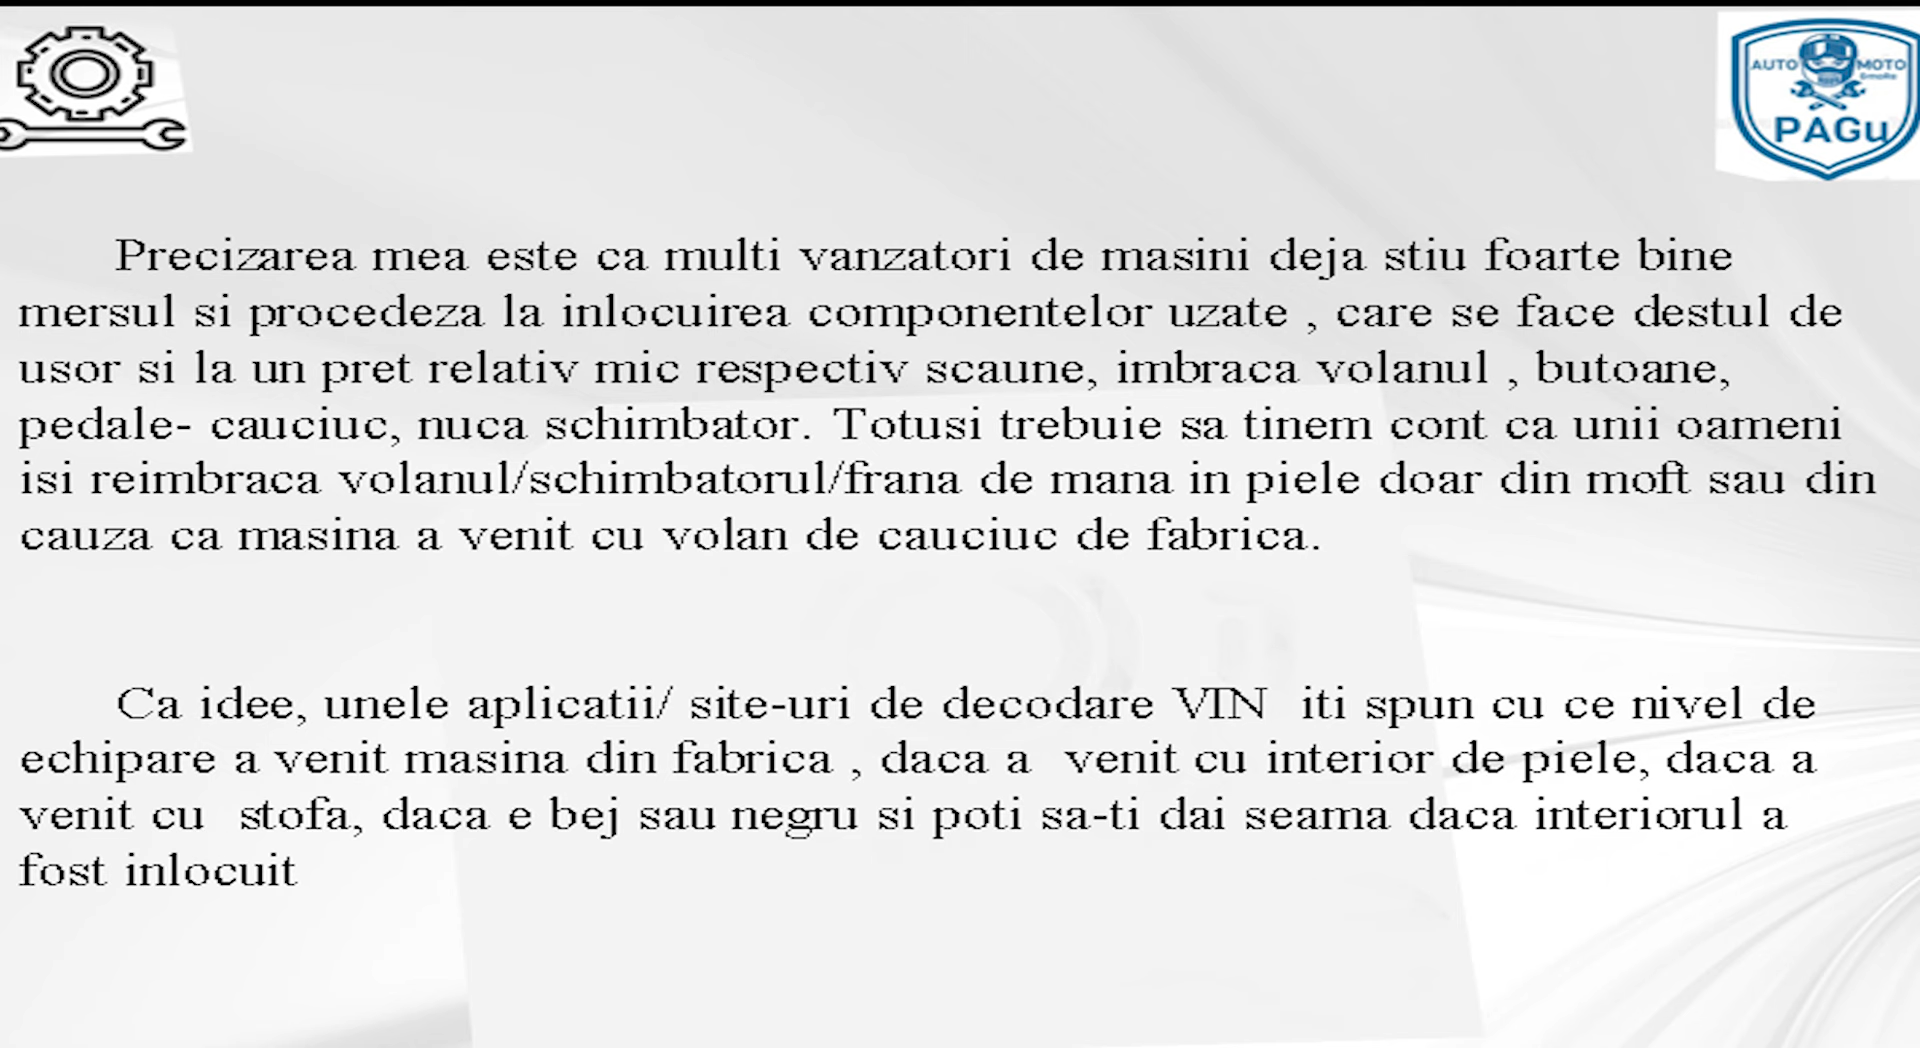 AUTO MOTO
PAGu
Precizarea mea este ca multi vanzatori de masini deja stiu foarte bine
mersul si procedeza la inlocuirea componentelor uzate , care se face destul de
usor si la un pret relativ mic respectiv scaune, imbraca volanul , butoane,
pedale- cauciuc, nuca schimbator. Totusi trebuie sa tinem cont ca unii oameni
isi reimbraca volanul/schimbatorul/frana de mana in piele doar din moft sau din
cauza ca masina a venit cu volan de cauciuc de fabrica.
Ca idee, unele aplicatii/ site-uri de decodare VIN iti spun cu ce nivel de
echipare a venit masina din fabrica , daca a venit cu interior de piele, daca a
venit cu stofa, daca e bej sau negru si poti sa-ti dai seama daca interiorul a
fost inlocuit